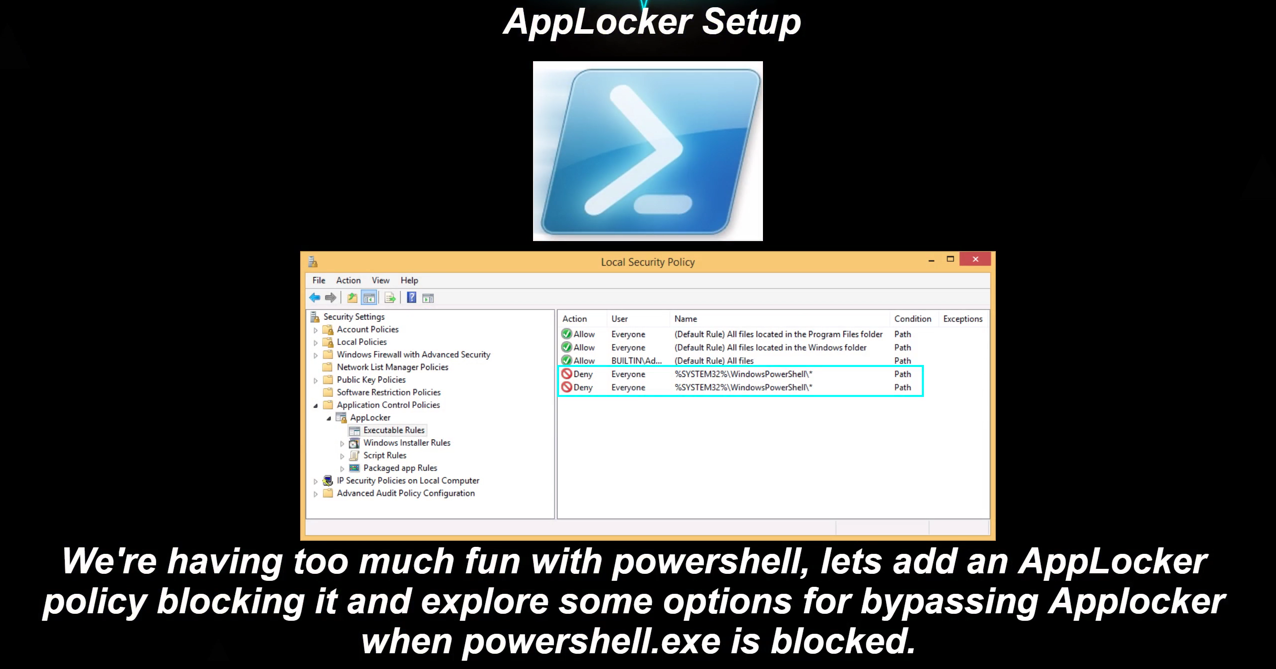 AppLocker Setup
Local Security Policy
File Action View Help
Security Settings
Account Policies
Local Policies
Windows Firewall with Advanced Security
Network List Manager Policies
Public Key Policies
Software Restriction Policies
Application Control Policies
AppLocker
Executable Rules
Windows Installer Rules
Script Rules
Packaged app Rules
IP Security Policies on Local Computer
Advanced Audit Policy Configuration
Action User Name Condition Exceptions
Allow Everyone (Default Rule) All files located in the Program Files folder Path
Allow Everyone (Default Rule) All files located in the Windows folder Path
Allow BUILTIN\Ad... (Default Rule) All files Path
Deny Everyone %SYSTEM32%\WindowsPowerShell\* Path
Deny Everyone %SYSTEM32%\WindowsPowerShell\* Path
We're having too much fun with powershell, lets add an AppLocker
policy blocking it and explore some options for bypassing Applocker
when powershell.exe is blocked.